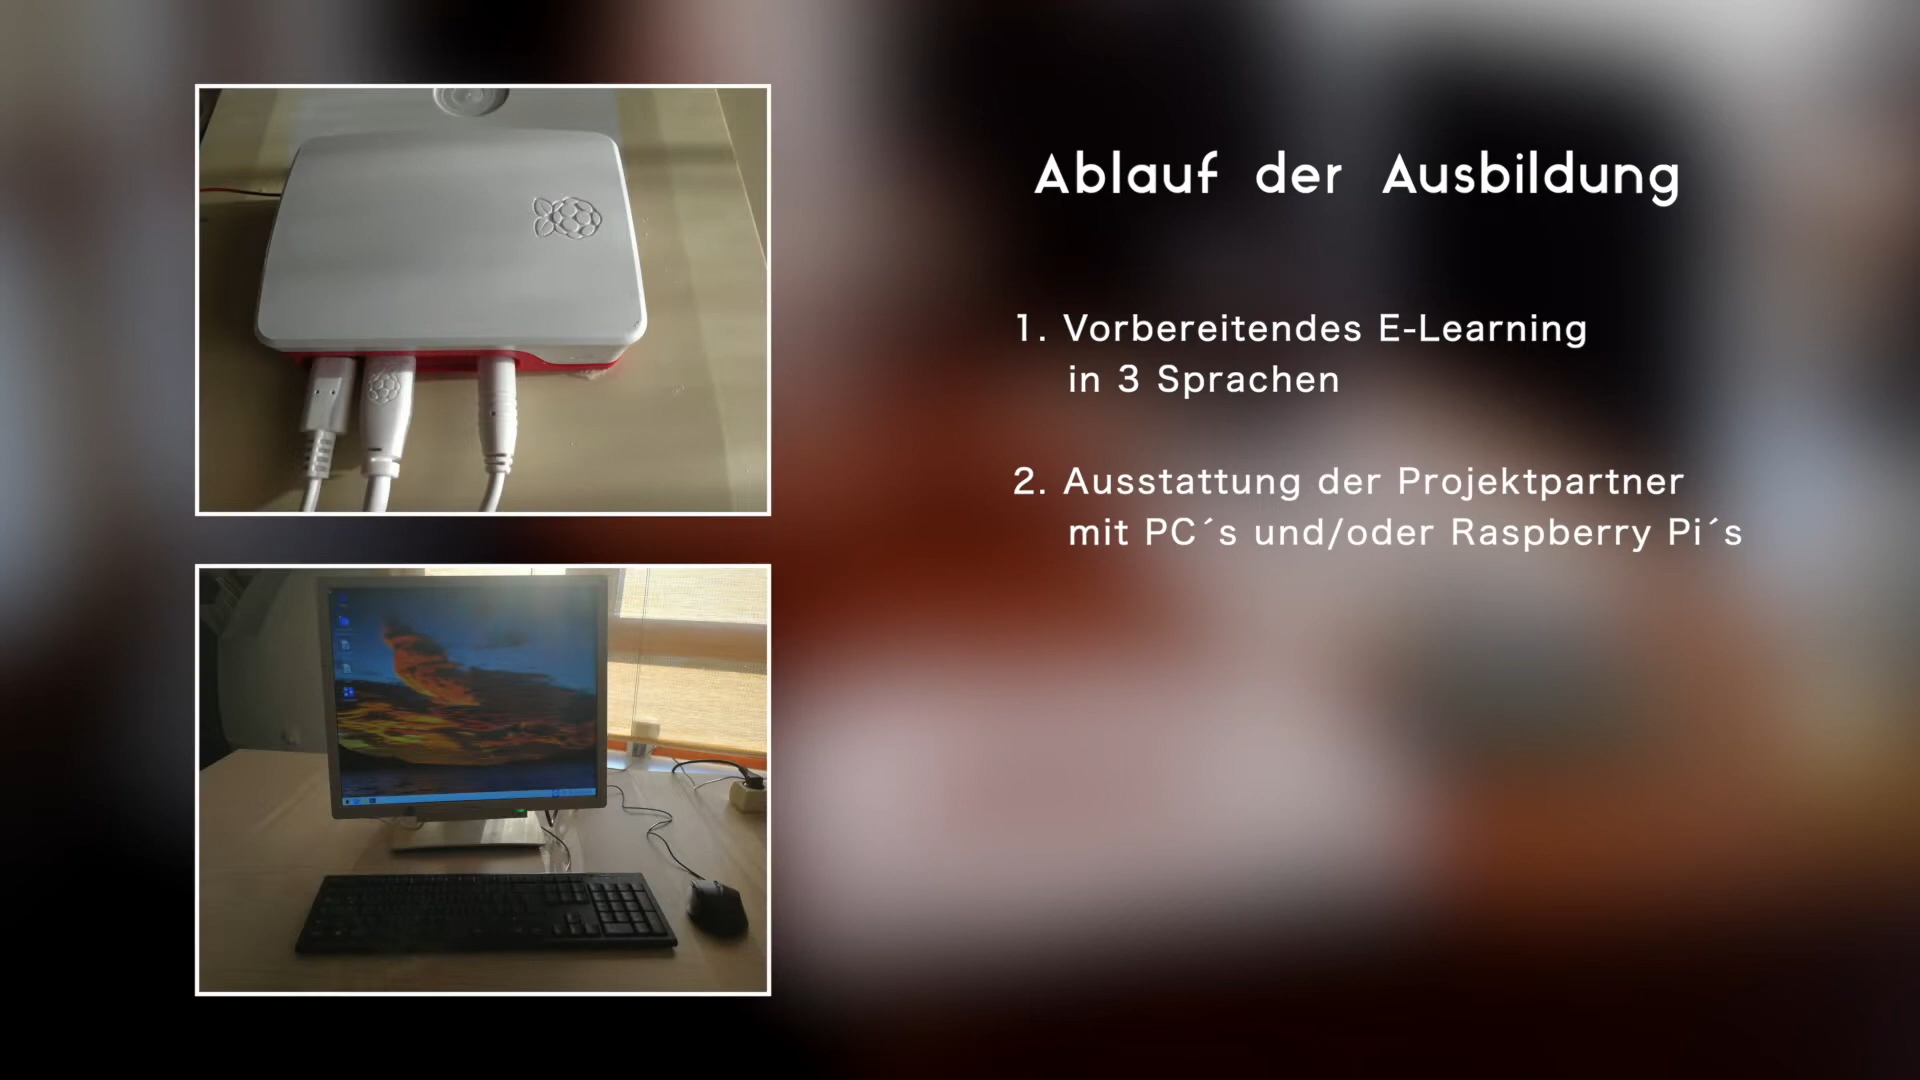 Ablauf der Ausbildung
1. Vorbereitendes E-Learning
in 3 Sprachen
2. Ausstattung der Projektpartner
mit PC´s und/oder Raspberry Pi´s